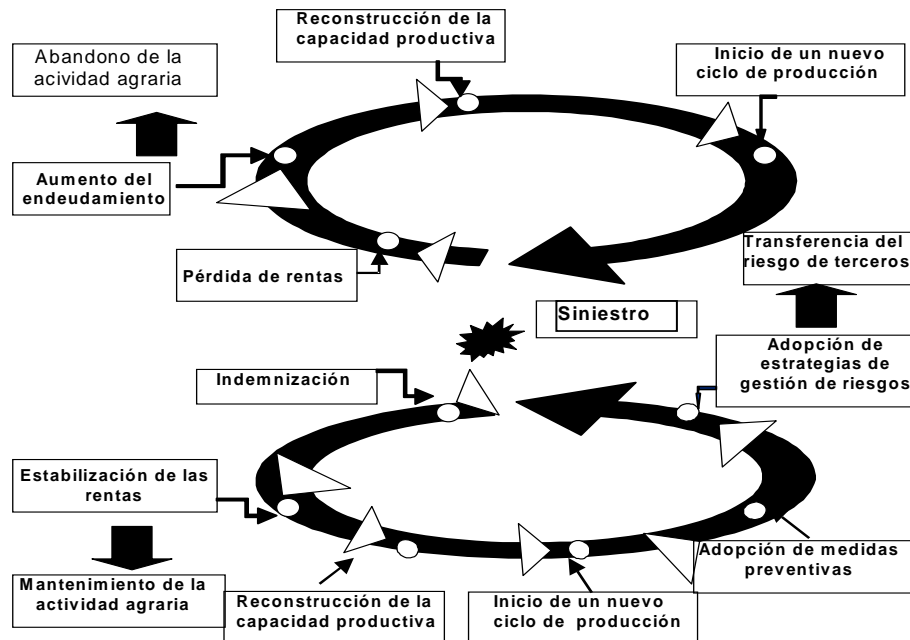 Reconstrucción de la
capacidad productiva
Abandono de la
acividad agraria
Inicio de un nuevo
ciclo de producción
Aumento del
endeudamiento
Pérdida de rentas
Transferencia del
riesgo de terceros
Siniestro
Adopción de
estrategias de
gestión de riesgos
Indemnización
Estabilización de las
rentas
Adopción de medidas
preventivas
Mantenimiento de la
actividad agraria
Reconstrucción de la
capacidad productiva
Inicio de un nuevo
ciclo de producción